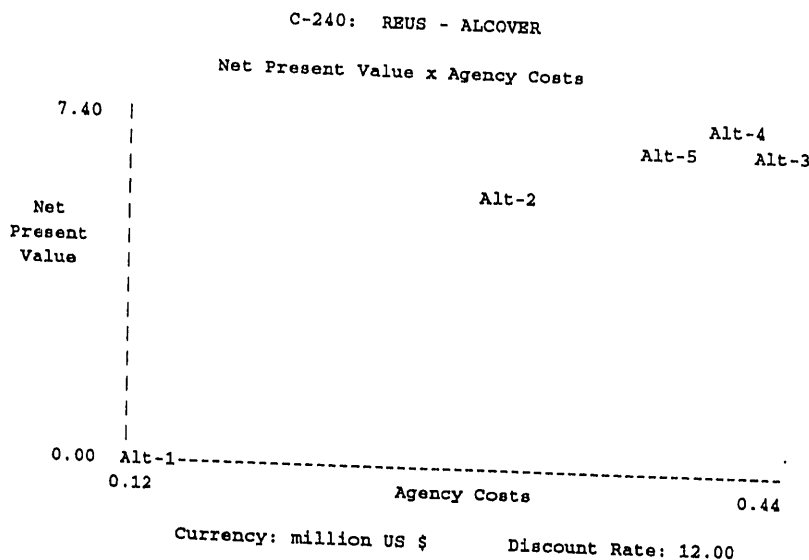 C-240: REUS - ALCOVER
Net Present Value x Agency Costs
7.40
Alt-4
Alt-5 Alt-3
Alt-2
Net
Present
Value
0.00 Alt-1
0.12 Agency Costs 0.44
Currency: million US $ Discount Rate: 12.00